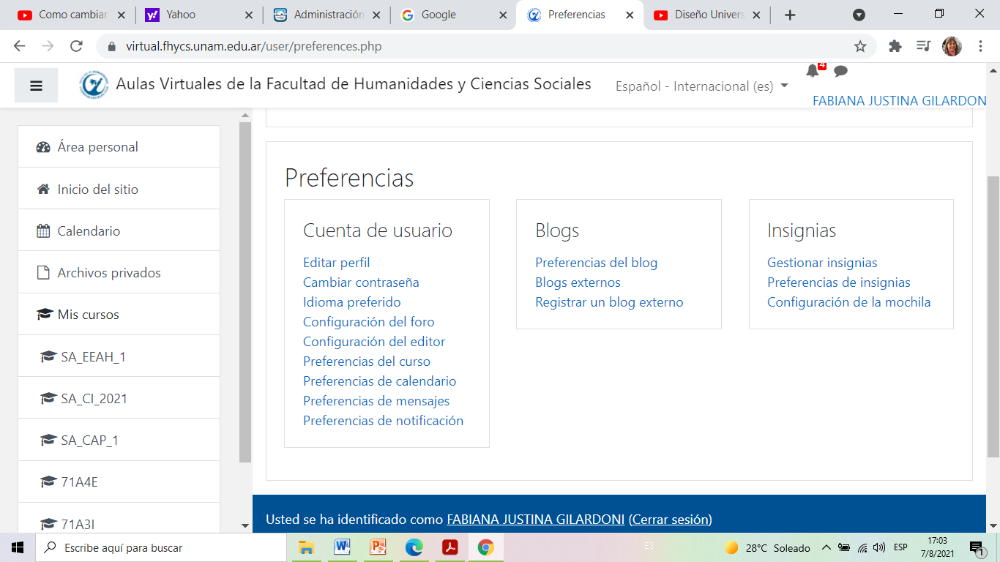 Como cambiar
Yahoo
Administración
Google
Preferencias
Diseño Univers
virtual.fhycs.unam.edu.ar/user/preferences.php
Aulas Virtuales de la Facultad de Humanidades y Ciencias Sociales
Español - Internacional (es)
4
FABIANA JUSTINA GILARDON
Área personal
Inicio del sitio
Calendario
Archivos privados
Mis cursos
SA_EEAH_1
SA_CI_2021
SA_CAP_1
71A4E
71A3I
Preferencias
Cuenta de usuario
Editar perfil
Cambiar contraseña
Idioma preferido
Configuración del foro
Configuración del editor
Preferencias del curso
Preferencias de calendario
Preferencias de mensajes
Preferencias de notificación
Blogs
Preferencias del blog
Blogs externos
Registrar un blog externo
Insignias
Gestionar insignias
Preferencias de insignias
Configuración de la mochila
Usted se ha identificado como FABIANA JUSTINA GILARDONI (Cerrar sesión)
Escribe aquí para buscar
ES
28°C Soleado
ESP
17:03
7/8/2021
1